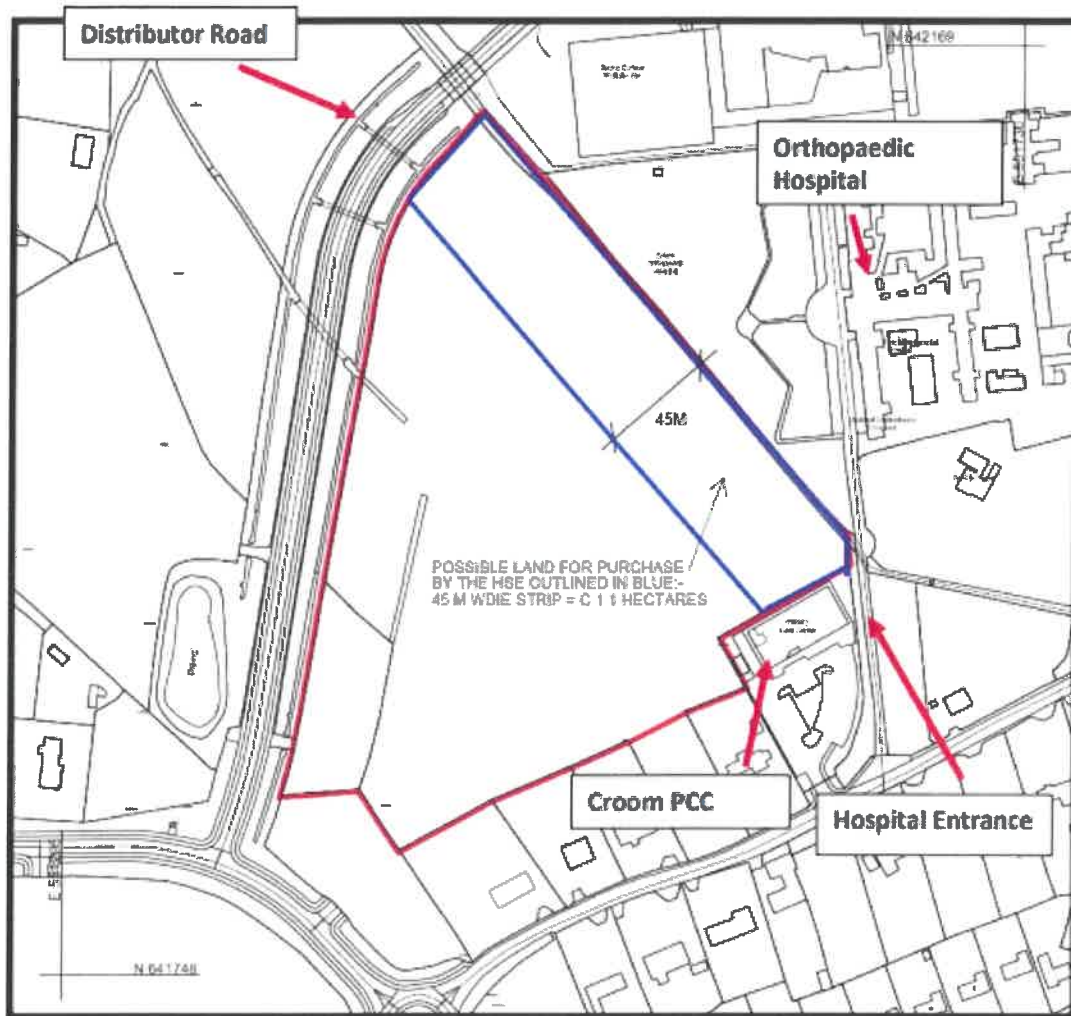 Distributor Road
N 642169
Orthopaedic
Hospital
45M
POSSIBLE LAND FOR PURCHASE
BY THE HSE OUTLINED IN BLUE:-
45 M WDIE STRIP = C 1 1 HECTARES
Croom PCC
Hospital Entrance
N 641748